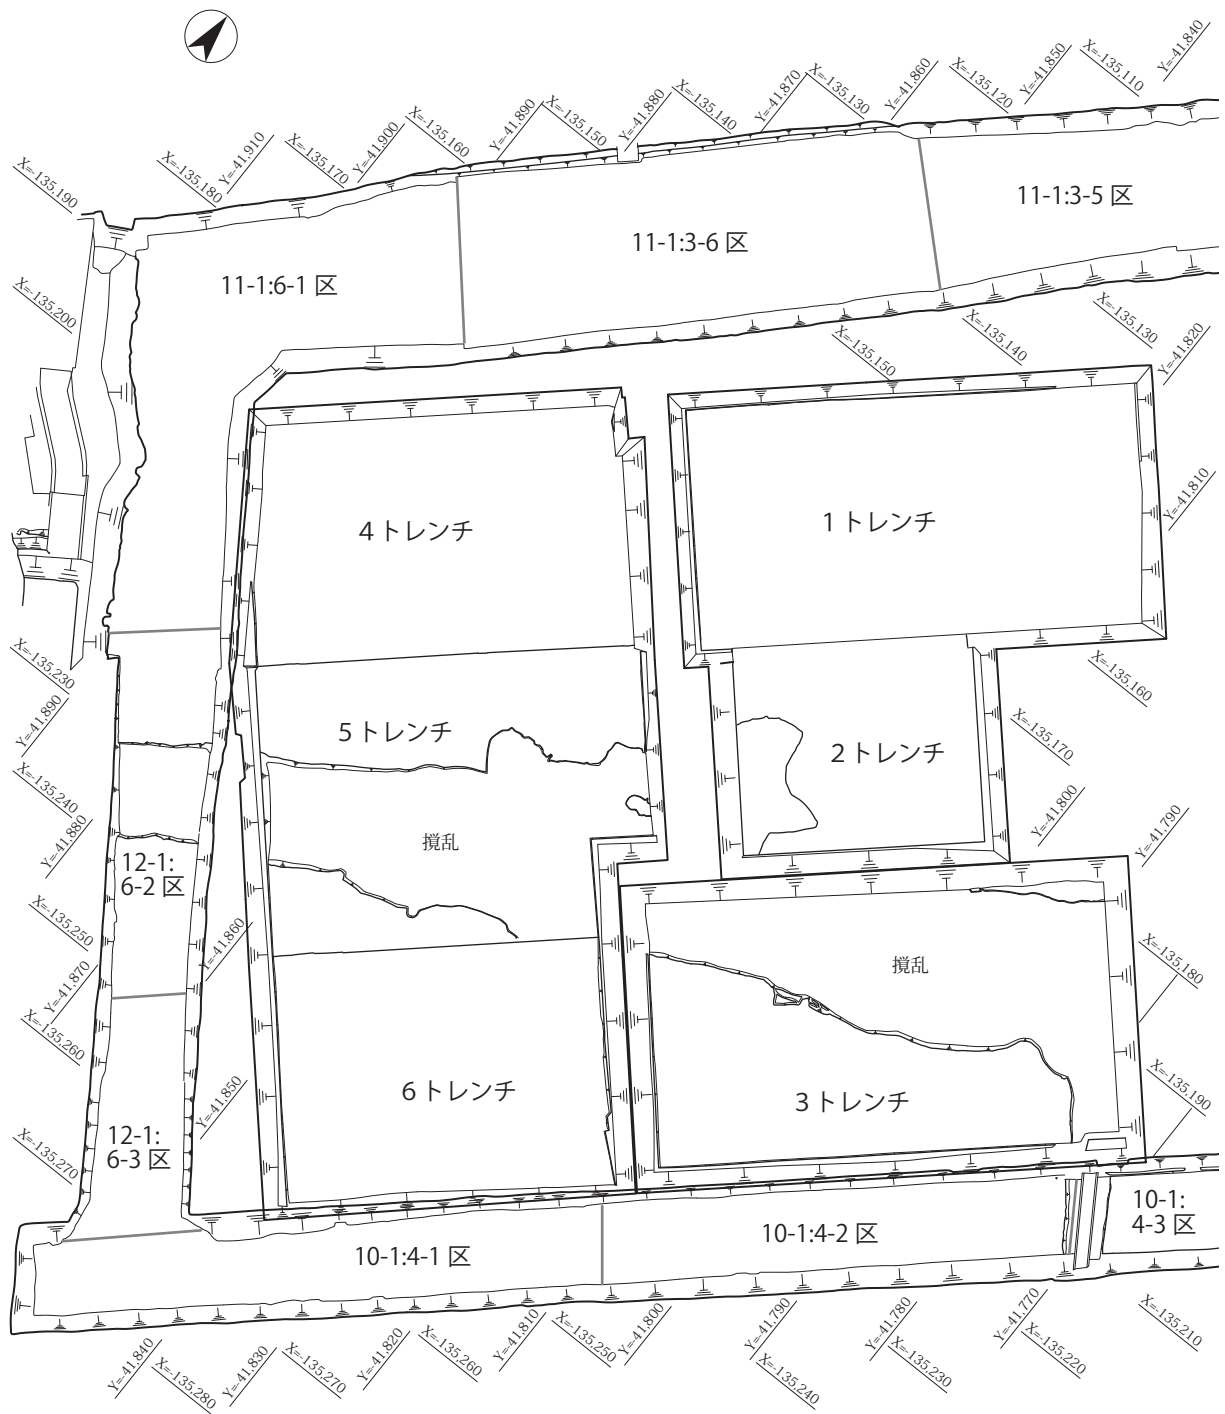 Y=-41,840
X=-135,110
Y=-41,850
X=-135,120
Y=-41,860
X=-135,130
Y=-41,870
X=-135,140
Y=-41,880
X=-135,150
Y=-41,890
X=-135,160
Y=-41,900
X=-135,170
Y=-41,910
X=-135,180
X=-135,190
11-1:3-5 区
11-1:3-6 区
11-1:6-1 区
X=-135,200
X=-135,130
X=-135,140
X=-135,150
Y=-41,820
Y=-41,810
4 トレンチ
1 トレンチ
X=-135,230
Y=-41,890
X=-135,160
X=-135,170
5 トレンチ
2 トレンチ
X=-135,240
Y=-41,880
Y=-41,800
Y=-41,790
攪乱
12-1:
6-2 区
X=-135,250
Y=-41,860
Y=-41,870
攪乱
X=-135,180
X=-135,260
Y=-41,850
6 トレンチ
3 トレンチ
X=-135,190
12-1:
6-3 区
X=-135,270
10-1:4-1 区
10-1:4-2 区
10-1:
4-3 区
Y=-41,840
X=-135,280
Y=-41,830
X=-135,270
Y=-41,820
X=-135,260
Y=-41,810
X=-135,250
Y=-41,800
Y=-41,790
X=-135,240
Y=-41,780
X=-135,230
Y=-41,770
X=-135,220
X=-135,210